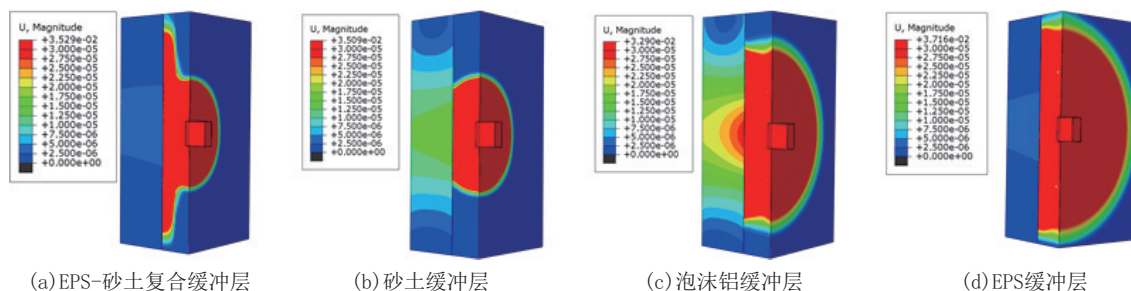 U, Magnitude
+3.529e-02
+3.000e-05
+2.750e-05
+2.500e-05
+2.250e-05
+2.000e-05
+1.750e-05
+1.500e-05
+1.250e-05
+1.000e-05
+7.500e-06
+5.000e-06
+2.500e-06
+0.000e+00
(a)EPS-砂土复合缓冲层
U, Magnitude
+3.509e-02
+3.000e-05
+2.750e-05
+2.500e-05
+2.250e-05
+2.000e-05
+1.750e-05
+1.500e-05
+1.250e-05
+1.000e-05
+7.500e-06
+5.000e-06
+2.500e-06
+0.000e+00
(b)砂土缓冲层
U, Magnitude
+3.290e-02
+3.000e-05
+2.750e-05
+2.500e-05
+2.250e-05
+2.000e-05
+1.750e-05
+1.500e-05
+1.250e-05
+1.000e-05
+7.500e-06
+5.000e-06
+2.500e-06
+0.000e+00
(c)泡沫铝缓冲层
U, Magnitude
+3.716e-02
+3.000e-05
+2.750e-05
+2.500e-05
+2.250e-05
+2.000e-05
+1.750e-05
+1.500e-05
+1.250e-05
+1.000e-05
+7.500e-06
+5.000e-06
+2.500e-06
+0.000e+00
(d)EPS缓冲层